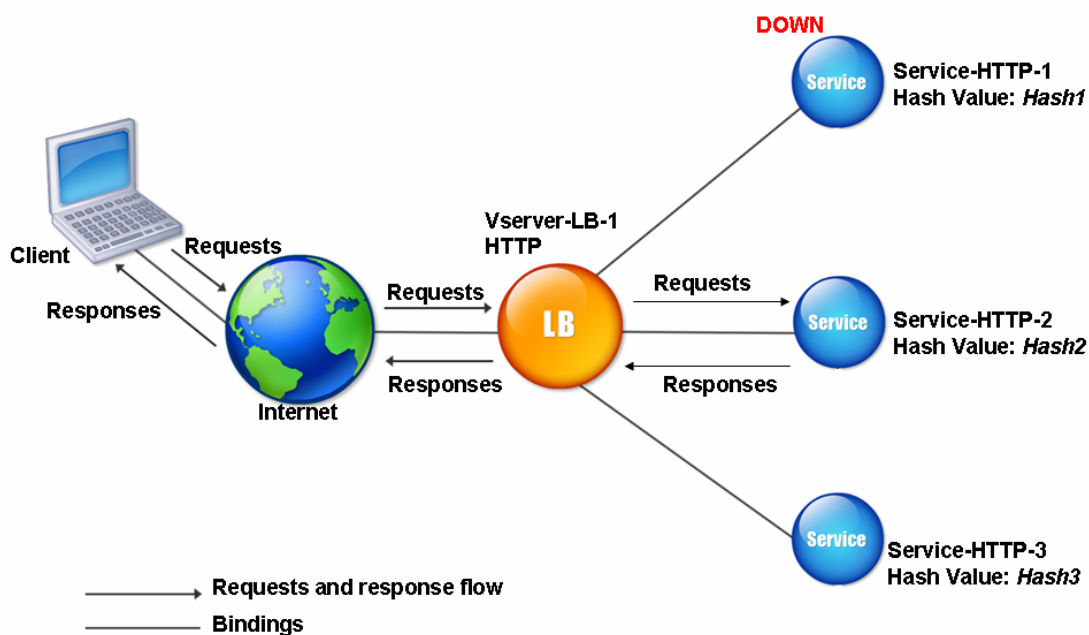 DOWN
Service
Service-HTTP-1
Hash Value: Hash1
Vserver-LB-1
HTTP
Client
Requests
Responses
Internet
Requests
Responses
LB
Requests
Responses
Service
Service-HTTP-2
Hash Value: Hash2
Service
Service-HTTP-3
Hash Value: Hash3
Requests and response flow
Bindings